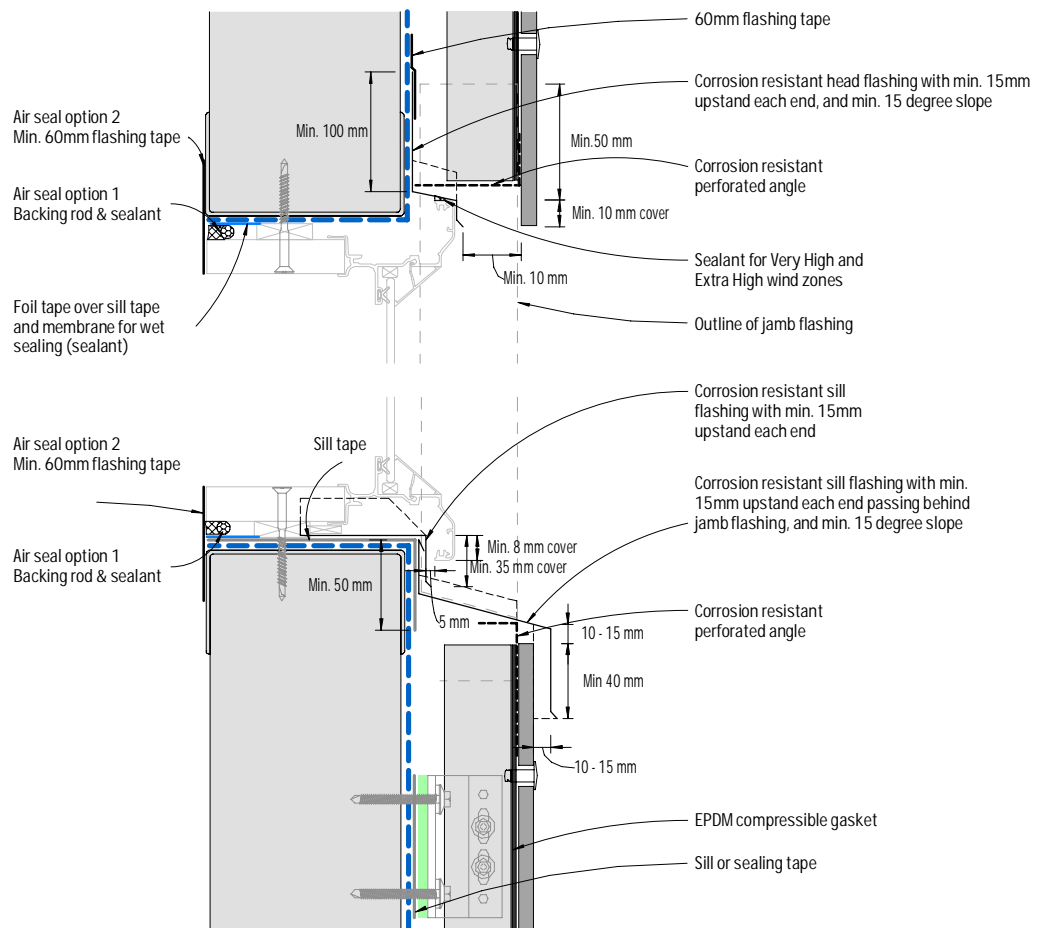 60mm flashing tape
Corrosion resistant head flashing with min. 15mm
upstand each end, and min. 15 degree slope
Air seal option 2
Min. 60mm flashing tape
Min. 100 mm
Min.50 mm
Corrosion resistant
perforated angle
Air seal option 1
Backing rod & sealant
Min. 10 mm cover
Sealant for Very High and
Extra High wind zones
Min. 10 mm
Foil tape over sill tape
and membrane for wet
sealing (sealant)
Outline of jamb flashing
Corrosion resistant sill
flashing with min. 15mm
upstand each end
Air seal option 2
Min. 60mm flashing tape
Sill tape
Corrosion resistant sill flashing with min.
15mm upstand each end passing behind
jamb flashing, and min. 15 degree slope
Air seal option 1
Backing rod & sealant
Min. 8 mm cover
Min. 35 mm cover
Min. 50 mm
5 mm
Corrosion resistant
perforated angle
10 - 15 mm
Min 40 mm
10 - 15 mm
EPDM compressible gasket
Sill or sealing tape